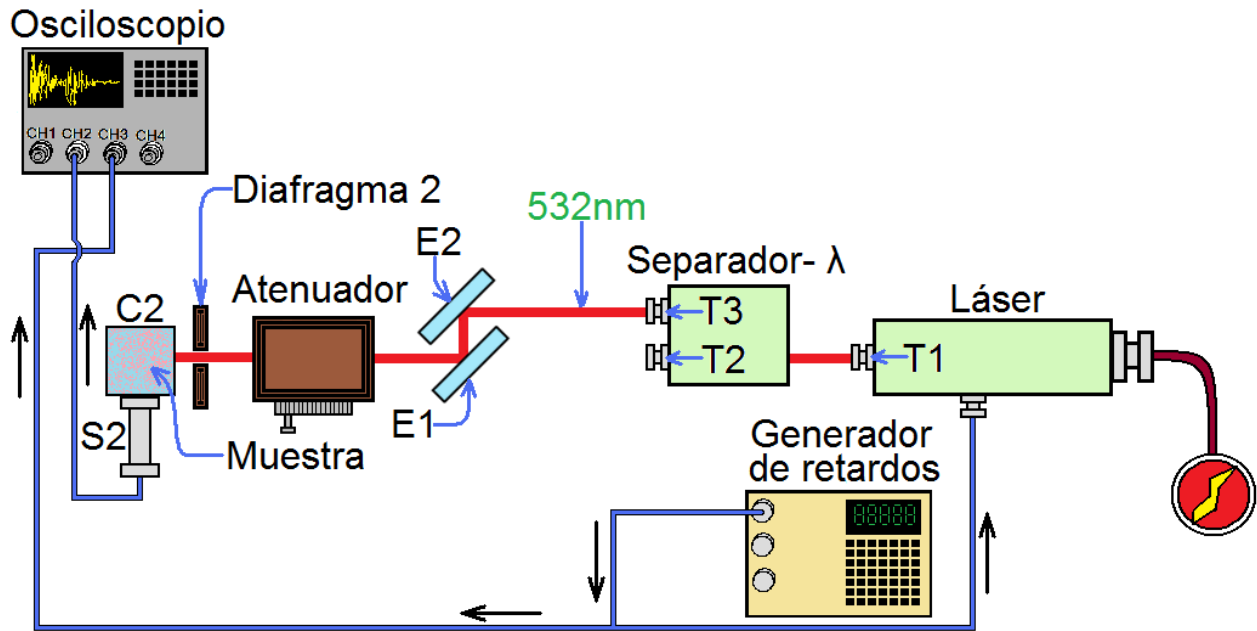 Osciloscopio
CH1 CH2 CH3 CH4
Diafragma 2
532nm
E2
Separador- λ
Atenuador
Láser
C2
T3
T2
T1
S2
E1
Muestra
Generador
de retardos